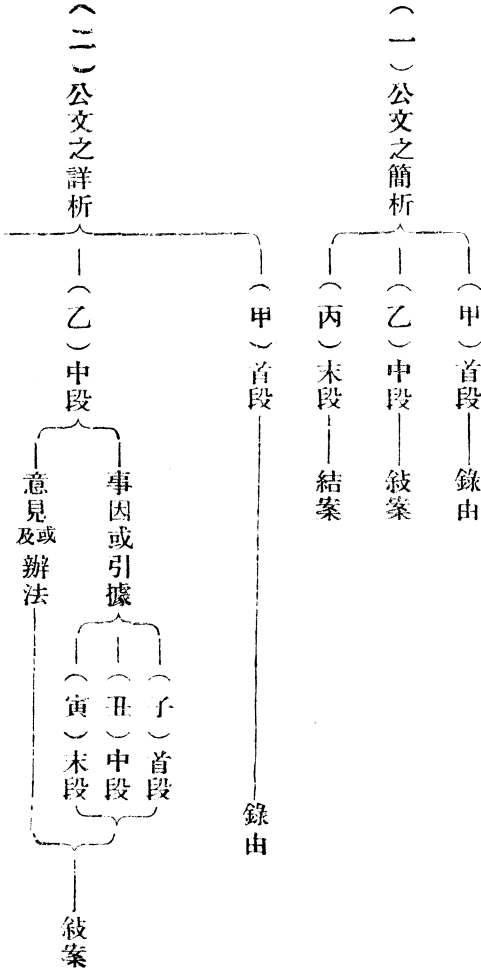 （一）公文之簡析
（甲）首段
錄由
（乙）中段
敍案
（丙）末段
結案
（二）公文之詳析
（甲）首段
錄由
（乙）中段
事因或引據
（子）首段
（丑）中段
（寅）末段
意見及或辦法
敍案